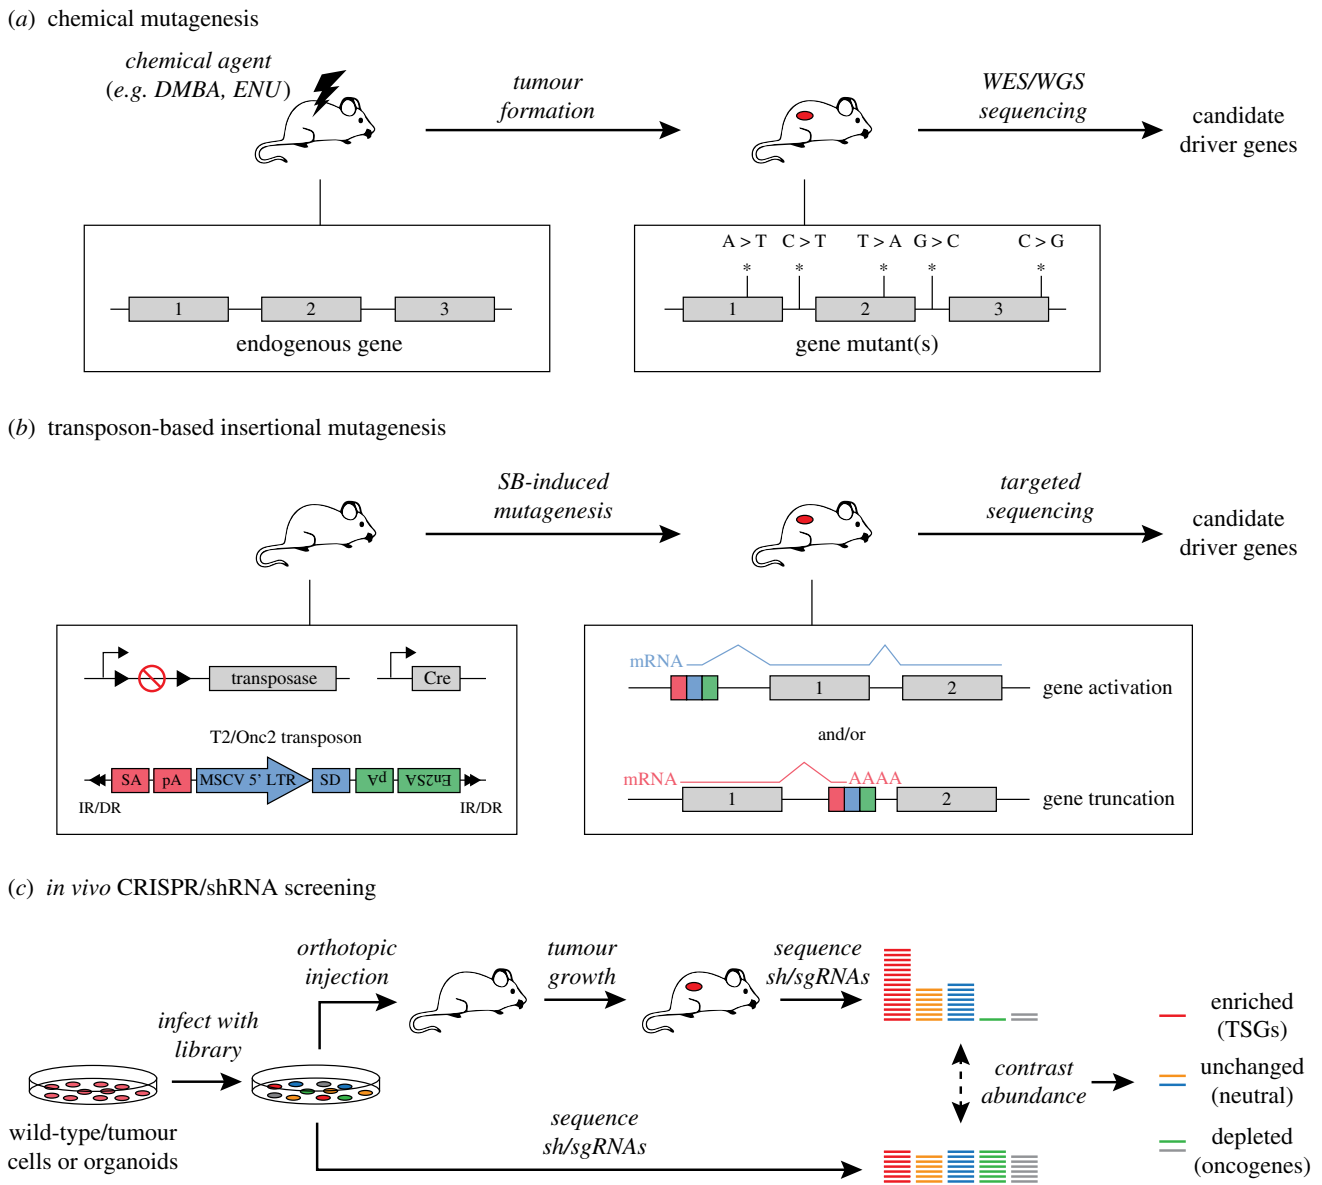 (a) chemical mutagenesis
chemical agent
(e.g. DMBA, ENU)
tumour
formation
WES/WGS
sequencing
candidate
driver genes
1 2 3
endogenous gene
A > T C > T T > A G > C C > G
* * * * *
1 2 3
gene mutant(s)
(b) transposon-based insertional mutagenesis
SB-induced
mutagenesis
targeted
sequencing
candidate
driver genes
transposase Cre
T2/Onc2 transposon
SA pA MSCV 5' LTR SD pA En2SA
IR/DR IR/DR
mRNA
1 2 gene activation
and/or
mRNA AAAA
1 2 gene truncation
(c) in vivo CRISPR/shRNA screening
orthotopic
injection
tumour
growth
sequence
sh/sgRNAs
infect with
library
wild-type/tumour
cells or organoids
sequence
sh/sgRNAs
contrast
abundance
enriched
(TSGs)
unchanged
(neutral)
depleted
(oncogenes)